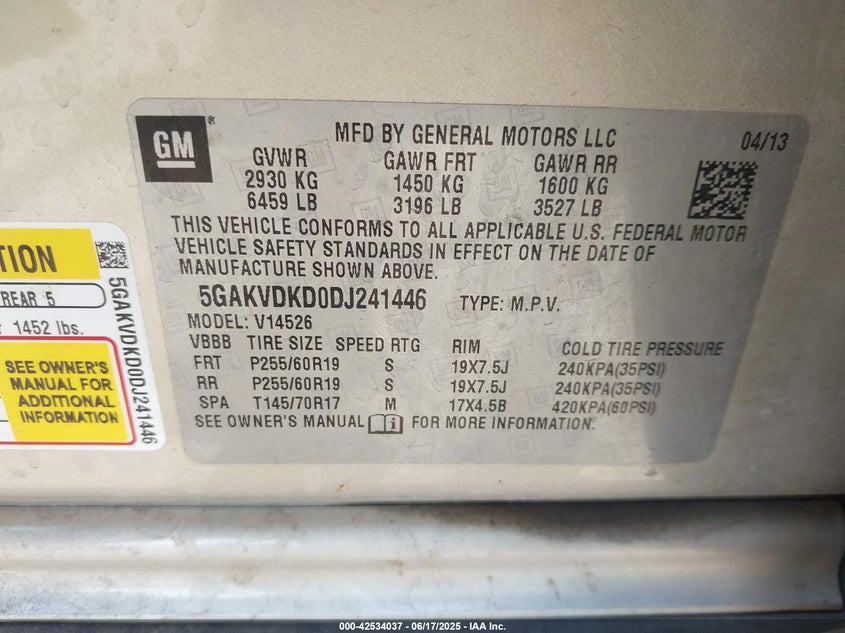 GM
®
MFD BY GENERAL MOTORS LLC 04/13
GVWR GAWR FRT GAWR RR
2930 KG 1450 KG 1600 KG
6459 LB 3196 LB 3527 LB
THIS VEHICLE CONFORMS TO ALL APPLICABLE U.S. FEDERAL MOTOR
VEHICLE SAFETY STANDARDS IN EFFECT ON THE DATE OF
MANUFACTURE SHOWN ABOVE.
5GAKVDKD0DJ241446 TYPE: M.P.V.
MODEL: V14526
VBBB TIRE SIZE SPEED RTG RIM COLD TIRE PRESSURE
FRT P255/60R19 S 19X7.5J 240KPA(35PSI)
RR P255/60R19 S 19X7.5J 240KPA(35PSI)
SPA T145/70R17 M 17X4.5B 420KPA(60PSI)
SEE OWNER'S MANUAL FOR MORE INFORMATION.
TION
REAR 5
1452 lbs.
SEE OWNER'S
MANUAL FOR
ADDITIONAL
INFORMATION
5GAKVDKD0DJ241446
000-42534037 - 06/17/2025 - IAA Inc.